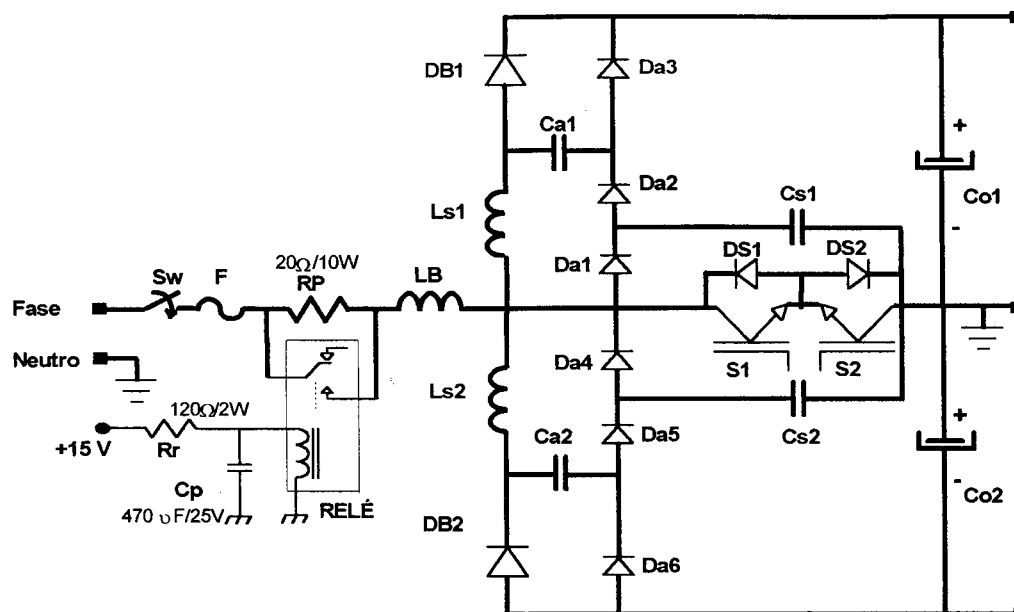 DB1
Da3
Ca1
+
Da2
Cs1
Co1
Ls1
-
DS1
DS2
20Ω/10W
Sw
F
RP
LB
Da1
Fase
Neutro
S1
S2
Da4
Ls2
120Ω/2W
Cs2
+
+15 V
Rr
Ca2
Da5
-
Co2
Cp
RELÉ
470 υF/25V
DB2
Da6